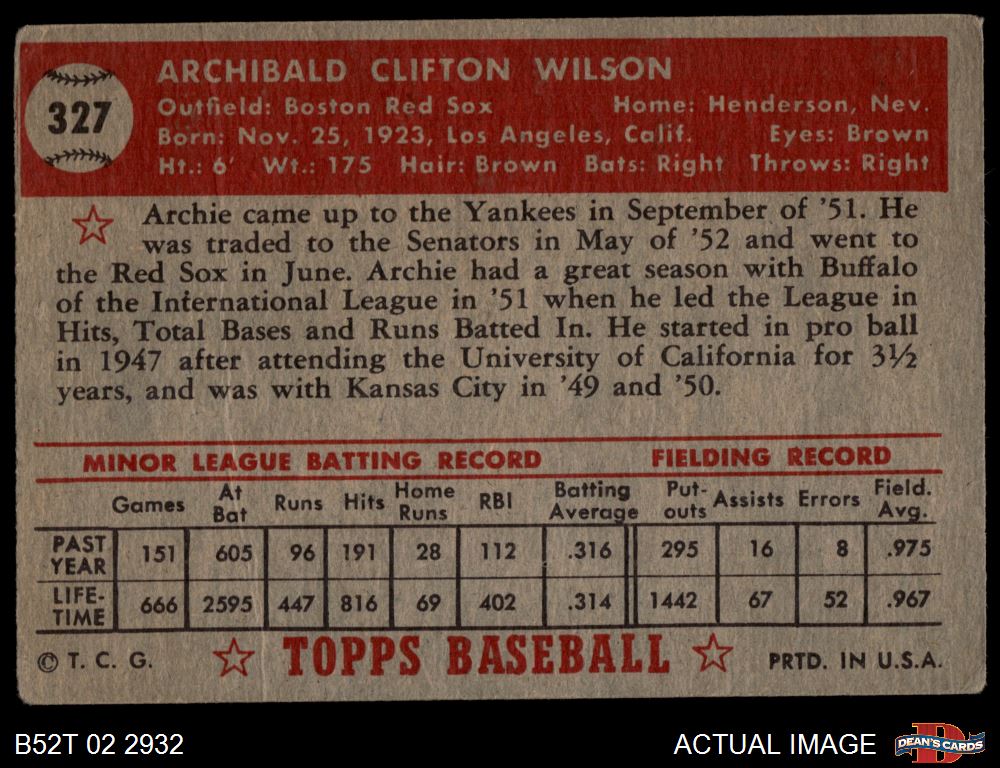 327
ARCHIBALD CLIFTON WILSON
Outfield: Boston Red Sox Home: Henderson, Nev.
Born: Nov. 25, 1923, Los Angeles, Calif. Eyes: Brown
Ht.: 6' Wt.: 175 Hair: Brown Bats: Right Throws: Right
Archie came up to the Yankees in September of '51. He
was traded to the Senators in May of '52 and went to
the Red Sox in June. Archie had a great season with Buffalo
of the International League in '51 when he led the League in
Hits, Total Bases and Runs Batted In. He started in pro ball
in 1947 after attending the University of California for 3½
years, and was with Kansas City in '49 and '50.
MINOR LEAGUE BATTING RECORD FIELDING RECORD
Games At Bat Runs Hits Home Runs RBI Batting Average Put-outs Assists Errors Field. Avg.
PAST YEAR 151 605 96 191 28 112 .316 295 16 8 .975
LIFE-TIME 666 2595 447 816 69 402 .314 1442 67 52 .967
© T. C. G. TOPPS BASEBALL PRTD. IN U.S.A.
B52T 02 2932 ACTUAL IMAGE D DEAN'S CARDS